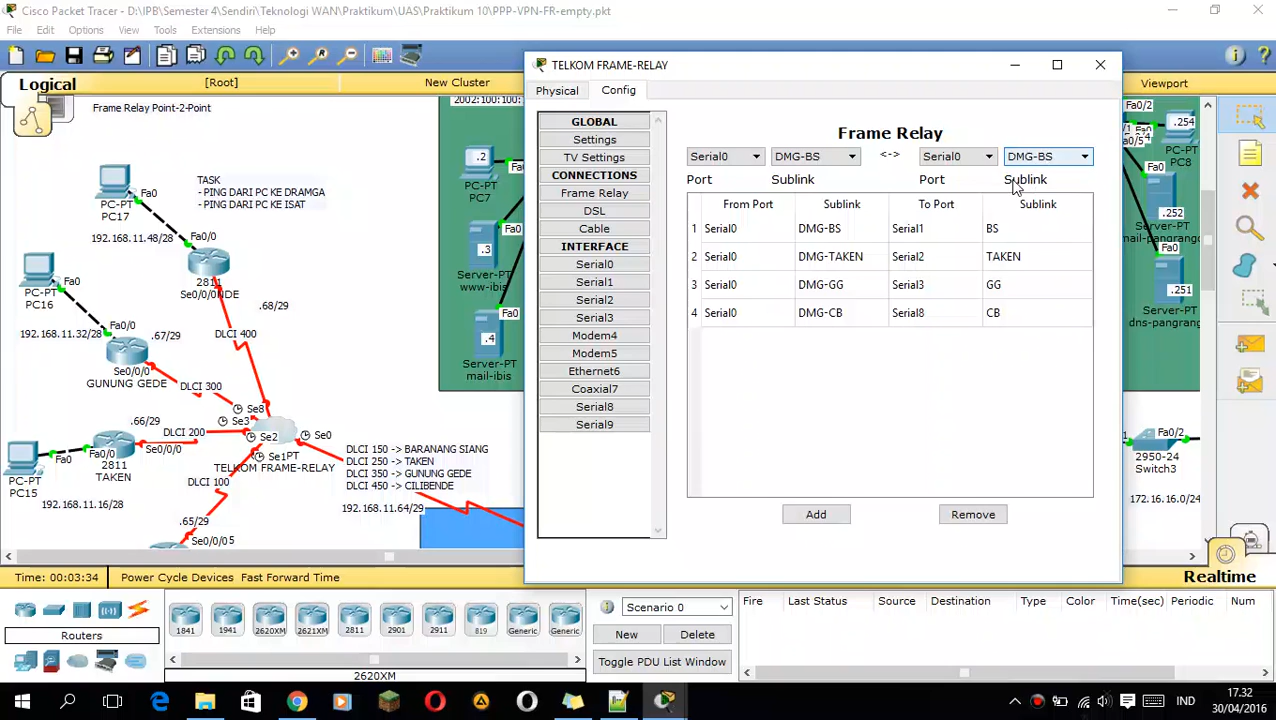 Cisco Packet Tracer - D:\IPB\Semester 4\Sendiri\Teknologi WAN\Praktikum\UAS\Praktikum 10\PPP-VPN-FR-empty.pkt
File Edit View Tools Extensions Help
Logical
[Root]
New Cluster
Viewport
Frame Relay Point-2-Point
2002:100:100:
TASK
- PING DARI PC KE DRAMGA
- PING DARI PC KE ISAT
PC-PT
PC17
Fa0
192.168.11.48/28
Fa0/0
2811
Se0/0/0NDE
.68/29
DLCI 400
PC-PT
PC16
Fa0
192.168.11.32/28
Fa0/0
.67/29
Se0/0/0
GUNUNG GEDE
DLCI 300
Se8
Se3
Se2
Se0
Se1PT
TELKOM FRAME-RELAY
.66/29
DLCI 200
Se0/0/0
Fa0/0
2811
TAKEN
Fa0
PC-PT
PC15
192.168.11.16/28
DLCI 100
.65/29
Se0/0/0
DLCI 150 -> BARANANG SIANG
DLCI 250 -> TAKEN
DLCI 350 -> GUNUNG GEDE
DLCI 450 -> CILIBENDE
192.168.11.64/29
.2
Fa0
PC-PT
PC7
.3
Server-PT
www-ibis
Fa0
.4
Server-PT
mail-ibis
TELKOM FRAME-RELAY
Physical
Config
GLOBAL
Settings
TV Settings
CONNECTIONS
Frame Relay
DSL
Cable
INTERFACE
Serial0
Serial1
Serial2
Serial3
Modem4
Modem5
Ethernet6
Coaxial7
Serial8
Serial9
Frame Relay
Serial0 DMG-BS <-> Serial0 DMG-BS
Port Sublink Port Sublink
From Port Sublink To Port Sublink
1 Serial0 DMG-BS Serial1 BS
2 Serial0 DMG-TAKEN Serial2 TAKEN
3 Serial0 DMG-GG Serial3 GG
4 Serial0 DMG-CB Serial8 CB
Add
Remove
Fa0/2
.254
PC-PT
PC8
.252
.251
Fa0/2
2950-24
Switch3
172.16.16.0/24
Time: 00:03:34
Power Cycle Devices Fast Forward Time
Realtime
Routers
1841 1941 2620XM 2621XM 2811 2901 2911 819 Generic Generic
2620XM
Scenario 0
New
Delete
Toggle PDU List Window
Fire Last Status Source Destination Type Color Time(sec) Periodic Num
IND
17.32
30/04/2016